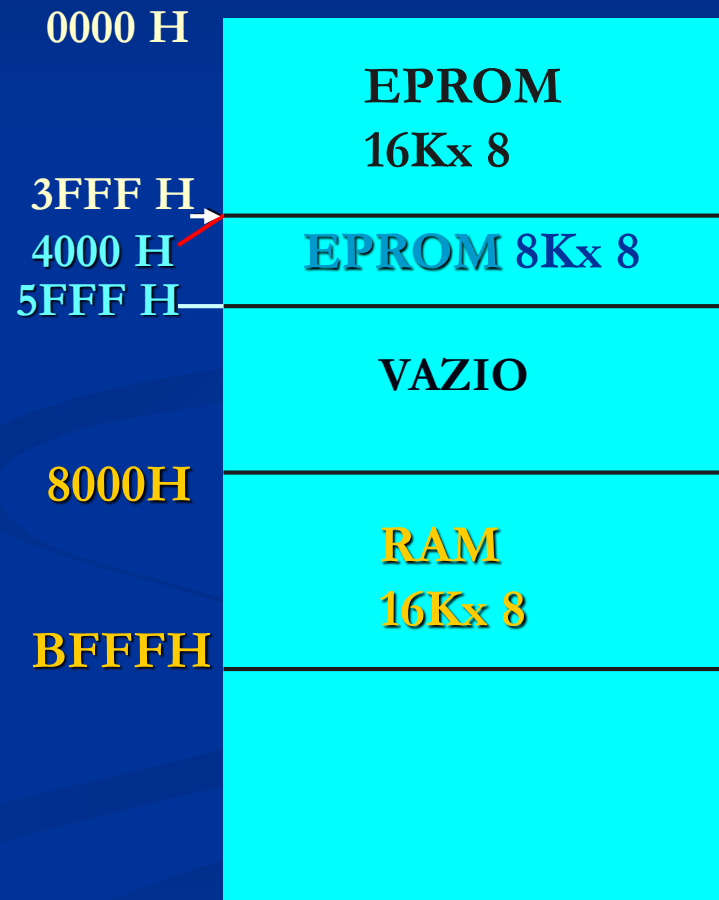 0000 H
EPROM
16Kx 8
3FFF H
4000 H
EPROM 8Kx 8
5FFF H
VAZIO
8000H
RAM
16Kx 8
BFFFH